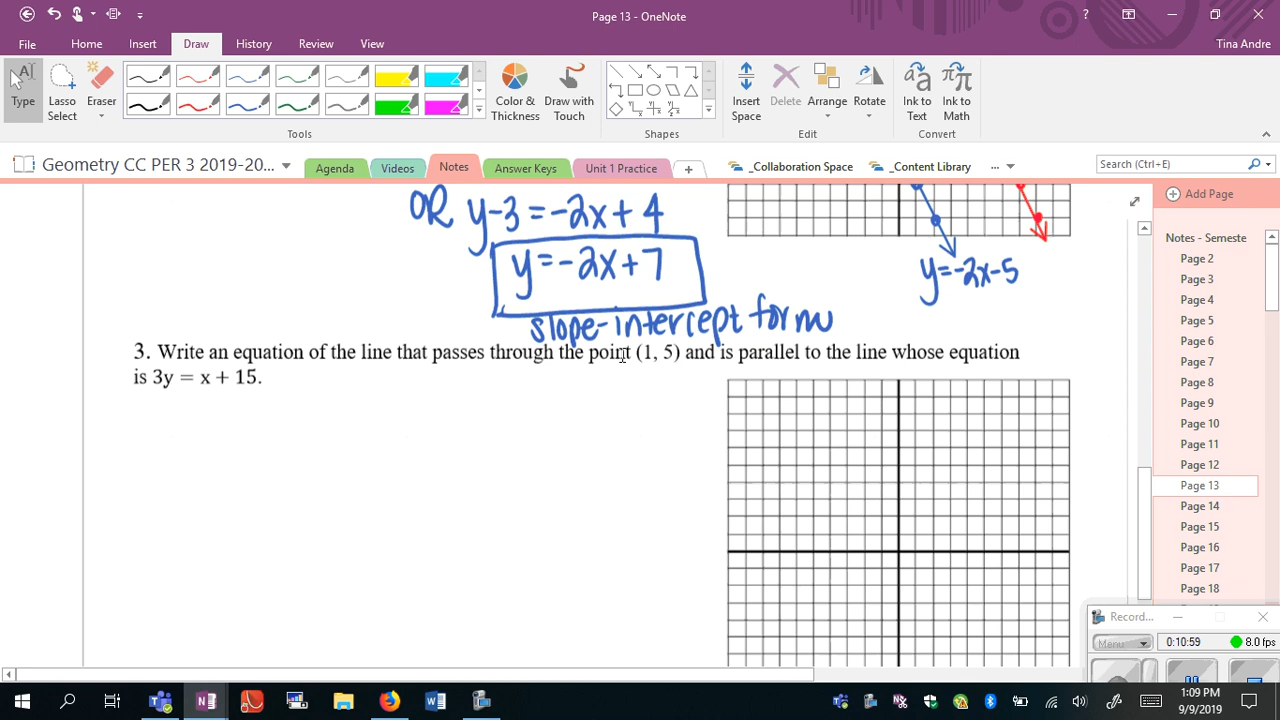 Page 13 - OneNote
?
File Home Insert Draw History Review View
Tina Andre
Type Lasso Select Eraser
Color & Thickness Draw with Touch
Insert Space Delete Arrange Rotate
Ink to Text Ink to Math
Tools Shapes Edit Convert
Geometry CC PER 3 2019-20... Agenda Videos Notes Answer Keys Unit 1 Practice + _Collaboration Space _Content Library ... Search (Ctrl+E)
Add Page
OR y-3=-2x+4
y=-2x+7
slope-intercept form
y=-2x-5
3. Write an equation of the line that passes through the point (1, 5) and is parallel to the line whose equation
is 3y = x + 15.
Notes - Semeste
Page 2
Page 3
Page 4
Page 5
Page 6
Page 7
Page 8
Page 9
Page 10
Page 11
Page 12
Page 13
Page 14
Page 15
Page 16
Page 17
Page 18
Record...
Menu 0:10:59 8.0 fps
1:09 PM
9/9/2019